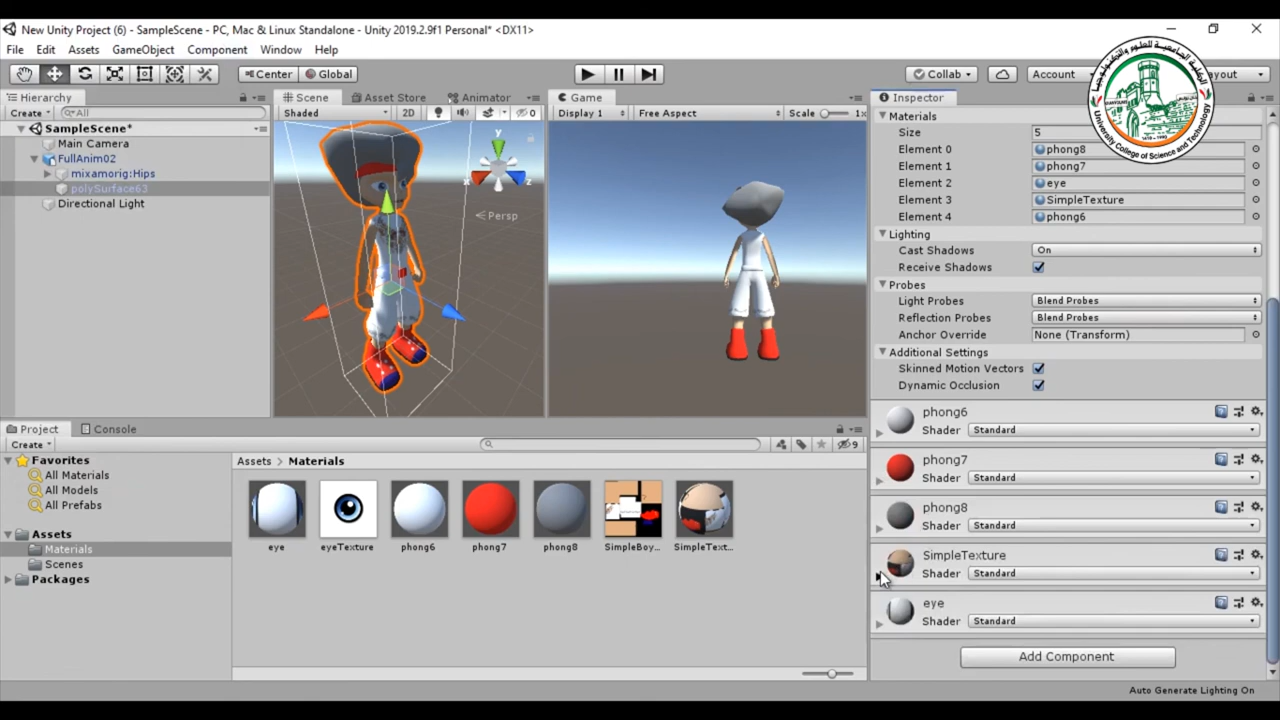 New Unity Project (6) - SampleScene - PC, Mac & Linux Standalone - Unity 2019.2.9f1 Personal* <DX11>
File Edit Assets GameObject Component Window Help
Center Global Collab Account
Hierarchy
Create All
SampleScene*
Main Camera
FullAnim02
mixamorig:Hips
polySurface63
Directional Light
Scene Asset Store Animator
Shaded 2D 0
y
x
z
Persp
Game
Display 1 Free Aspect Scale 1x
Inspector
Materials
Size 5
Element 0 phong8
Element 1 phong7
Element 2 eye
Element 3 SimpleTexture
Element 4 phong6
Lighting
Cast Shadows On
Receive Shadows
Probes
Light Probes Blend Probes
Reflection Probes Blend Probes
Anchor Override None (Transform)
Additional Settings
Skinned Motion Vectors
Dynamic Occlusion
phong6
Shader Standard
phong7
Shader Standard
phong8
Shader Standard
SimpleTexture
Shader Standard
eye
Shader Standard
Add Component
Project Console
Create 9
Favorites
All Materials
All Models
All Prefabs
Assets
Materials
Scenes
Packages
Assets > Materials
eye eyeTexture phong6 phong7 phong8 SimpleBoy... SimpleText...
Auto Generate Lighting On
الكلية الجامعية للعلوم والتكنولوجيا
University College of Science and Technology